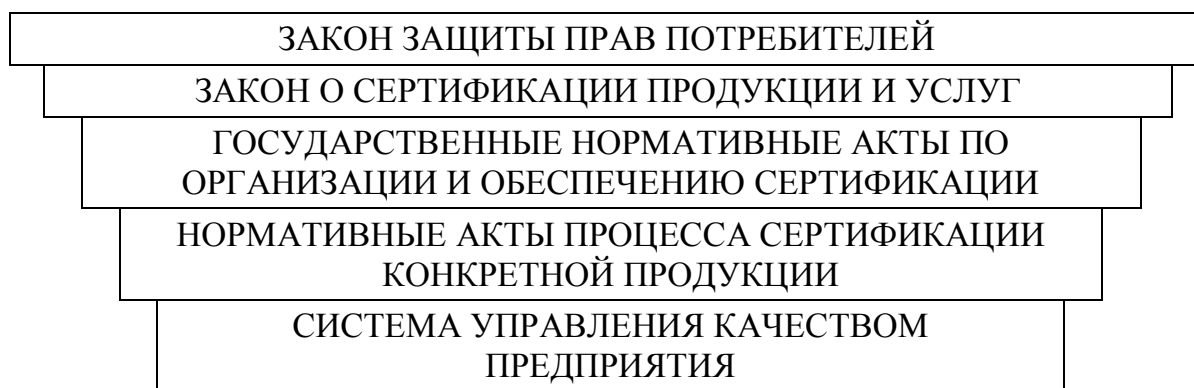 ЗАКОН ЗАЩИТЫ ПРАВ ПОТРЕБИТЕЛЕЙ
ЗАКОН О СЕРТИФИКАЦИИ ПРОДУКЦИИ И УСЛУГ
ГОСУДАРСТВЕННЫЕ НОРМАТИВНЫЕ АКТЫ ПО
ОРГАНИЗАЦИИ И ОБЕСПЕЧЕНИЮ СЕРТИФИКАЦИИ
НОРМАТИВНЫЕ АКТЫ ПРОЦЕССА СЕРТИФИКАЦИИ
КОНКРЕТНОЙ ПРОДУКЦИИ
СИСТЕМА УПРАВЛЕНИЯ КАЧЕСТВОМ
ПРЕДПРИЯТИЯ